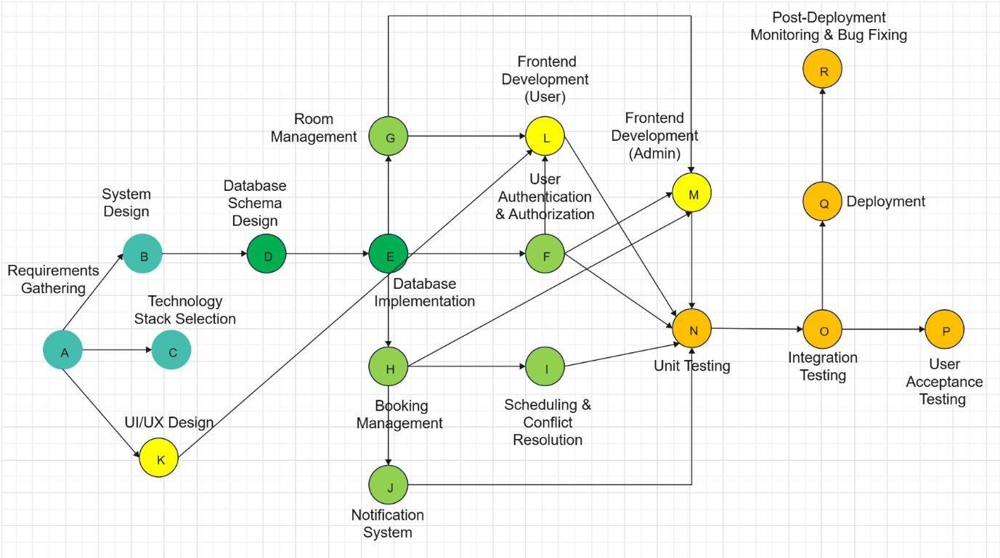 Post-Deployment
Monitoring & Bug Fixing
R
Frontend
Development
(User)
Room
Management
G
L
Frontend
Development
(Admin)
System
Design
Database
Schema
Design
User
Authentication
& Authorization
M
Q
Deployment
B
D
E
F
Requirements
Gathering
Technology
Stack Selection
Database
Implementation
A
C
N
O
P
H
I
Unit Testing
Integration
Testing
User
Acceptance
Testing
UI/UX Design
K
Booking
Management
Scheduling &
Conflict
Resolution
J
Notification
System